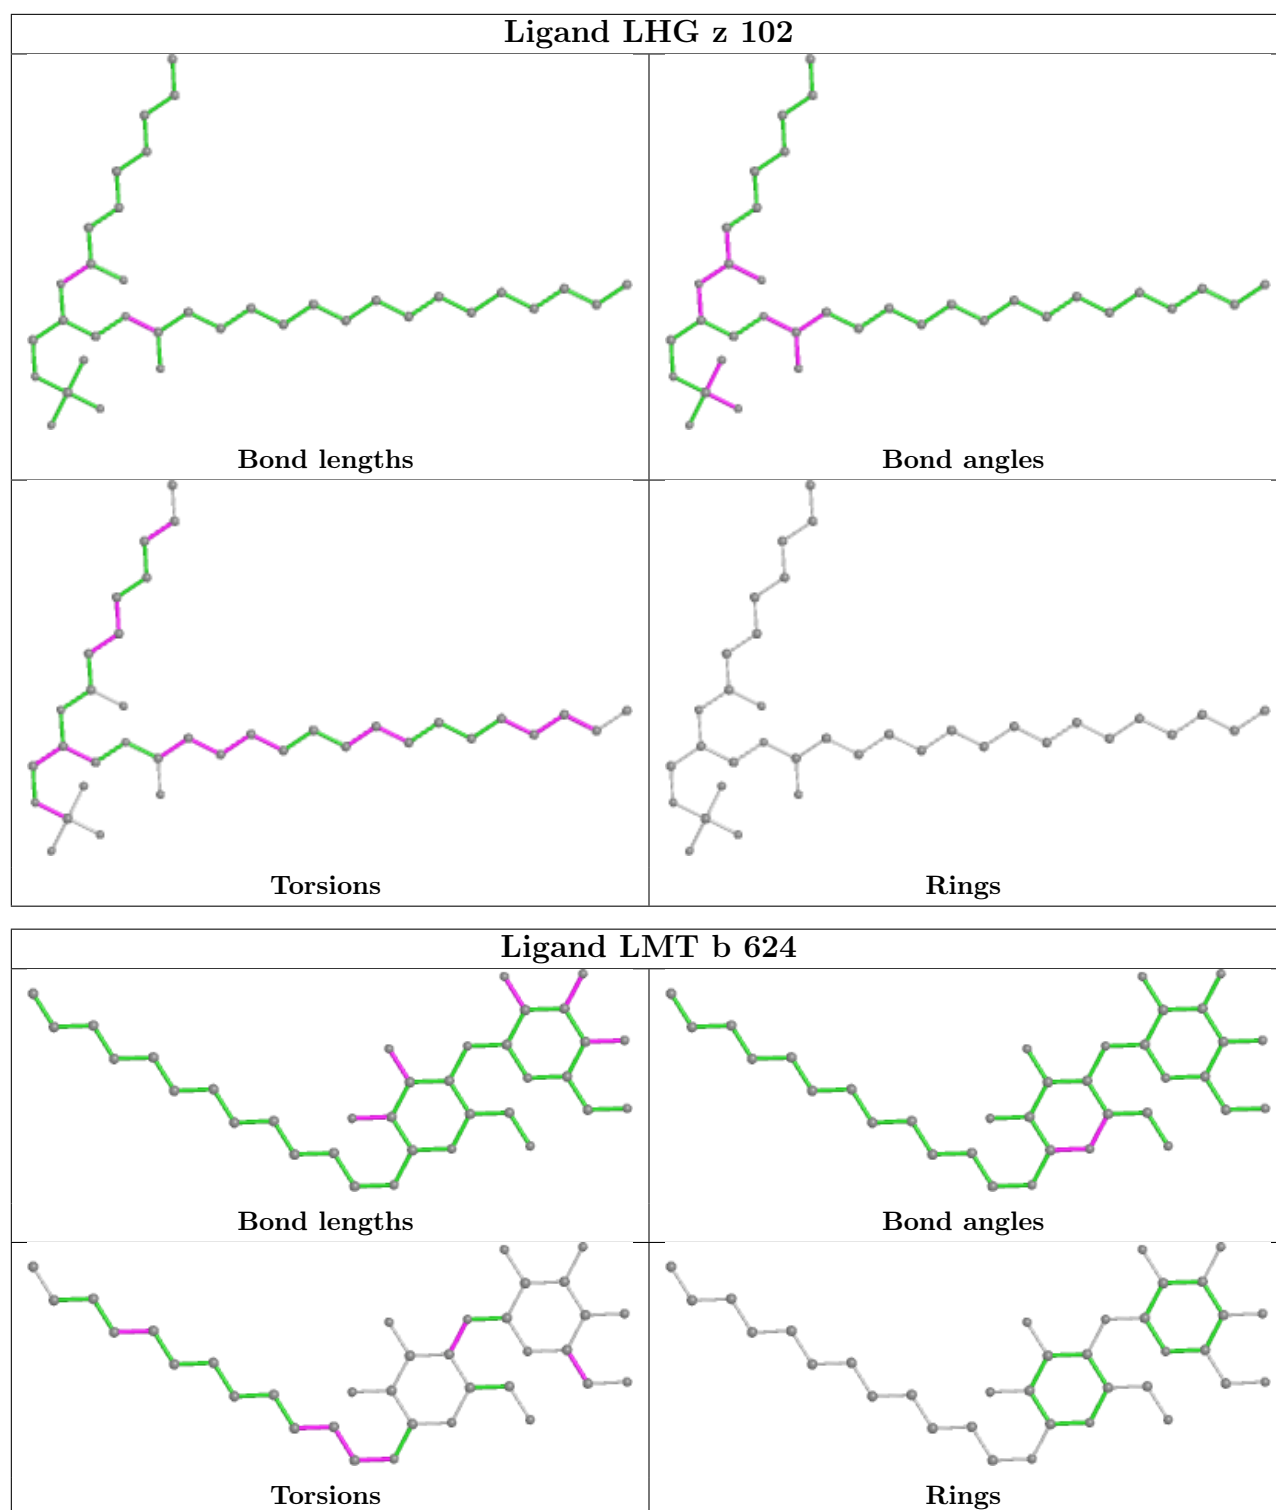 Ligand LHG z 102
Bond lengths
Bond angles
Torsions
Rings
Ligand LMT b 624
Bond lengths
Bond angles
Torsions
Rings